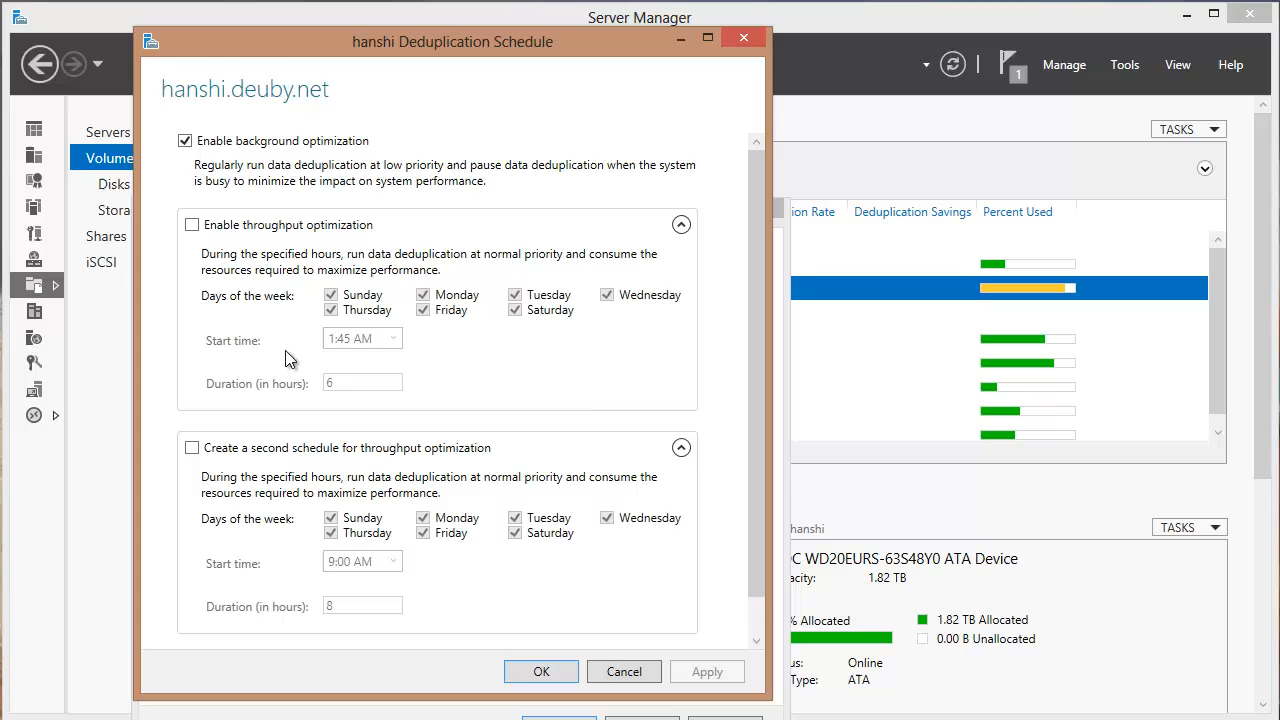 Server Manager
hanshi Deduplication Schedule
1
Manage
Tools
View
Help
hanshi.deuby.net
Servers
Volume
Disks
Stora
Shares
iSCSI
Enable background optimization
Regularly run data deduplication at low priority and pause data deduplication when the system
is busy to minimize the impact on system performance.
Enable throughput optimization
During the specified hours, run data deduplication at normal priority and consume the
resources required to maximize performance.
Days of the week:
Sunday
Monday
Tuesday
Wednesday
Thursday
Friday
Saturday
Start time:
1:45 AM
Duration (in hours):
6
Create a second schedule for throughput optimization
During the specified hours, run data deduplication at normal priority and consume the
resources required to maximize performance.
Days of the week:
Sunday
Monday
Tuesday
Wednesday
Thursday
Friday
Saturday
Start time:
9:00 AM
Duration (in hours):
8
OK
Cancel
Apply
TASKS
ion Rate
Deduplication Savings
Percent Used
hanshi
TASKS
C WD20EURS-63S48Y0 ATA Device
acity:
1.82 TB
% Allocated
1.82 TB Allocated
0.00 B Unallocated
us:
Online
Type:
ATA